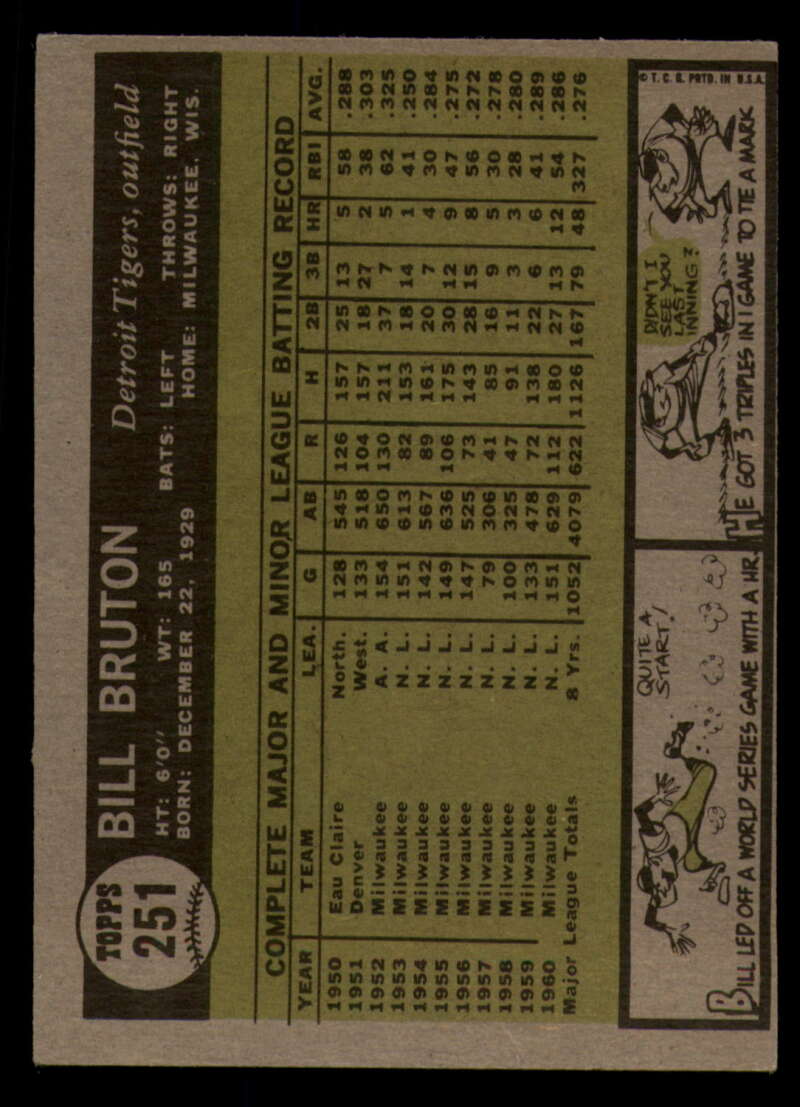 TOPPS
251
BILL BRUTON Detroit Tigers, outfield
HT: 6'0" WT: 165 BATS: LEFT THROWS: RIGHT
BORN: DECEMBER 22, 1929 HOME: MILWAUKEE, WIS.
COMPLETE MAJOR AND MINOR LEAGUE BATTING RECORD
YEAR TEAM LEA. G AB R H 2B 3B HR RBI AVG.
1950 Eau Claire North. 128 545 126 157 25 13 5 58 .288
1951 Denver West. 133 518 104 157 18 27 2 38 .303
1952 Milwaukee A. A. 154 650 130 211 37 7 5 62 .325
1953 Milwaukee N. L. 151 613 82 153 18 14 1 41 .250
1954 Milwaukee N. L. 142 567 89 161 20 7 4 30 .284
1955 Milwaukee N. L. 149 636 106 175 30 12 9 47 .275
1956 Milwaukee N. L. 147 525 73 143 28 15 8 56 .272
1957 Milwaukee N. L. 79 306 41 85 16 9 5 30 .278
1958 Milwaukee N. L. 100 325 47 91 11 3 3 28 .280
1959 Milwaukee N. L. 133 478 72 138 22 6 6 41 .289
1960 Milwaukee N. L. 151 629 112 180 27 13 12 54 .286
Major League Totals 8 Yrs. 1052 4079 622 1126 167 79 48 327 .276
QUITE A
START!
BILL LED OFF A WORLD SERIES GAME WITH A HR.
© T. C. G. PRTD. IN U.S.A.
DIDN'T I
SEE YOU
LAST
INNING?
HE GOT 3 TRIPLES IN 1 GAME TO TIE A MARK